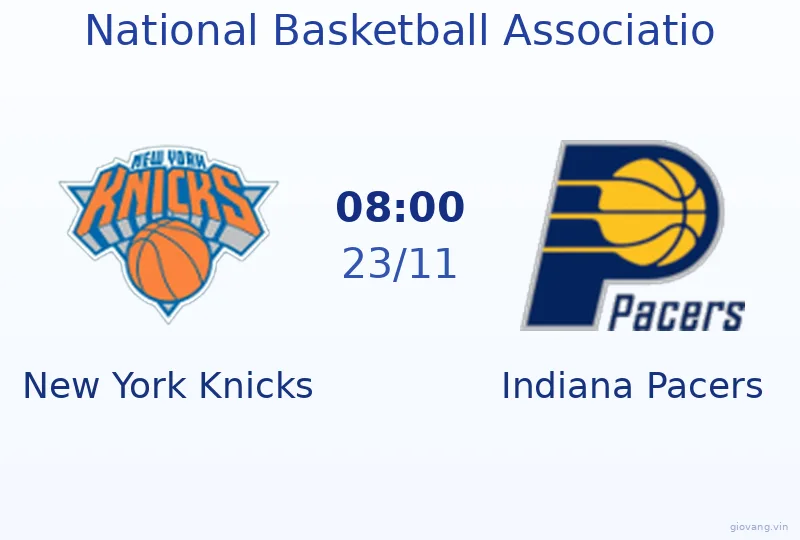 National Basketball Associatio
NEW YORK
KNICKS
08:00
23/11
Pacers
New York Knicks
Indiana Pacers
giovang.vin